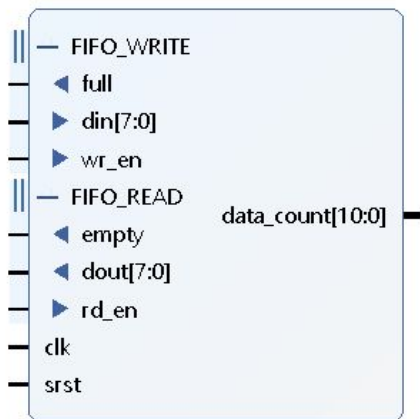 FIFO_WRITE
full
din[7:0]
wr_en
FIFO_READ
data_count[10:0]
empty
dout[7:0]
rd_en
clk
srst